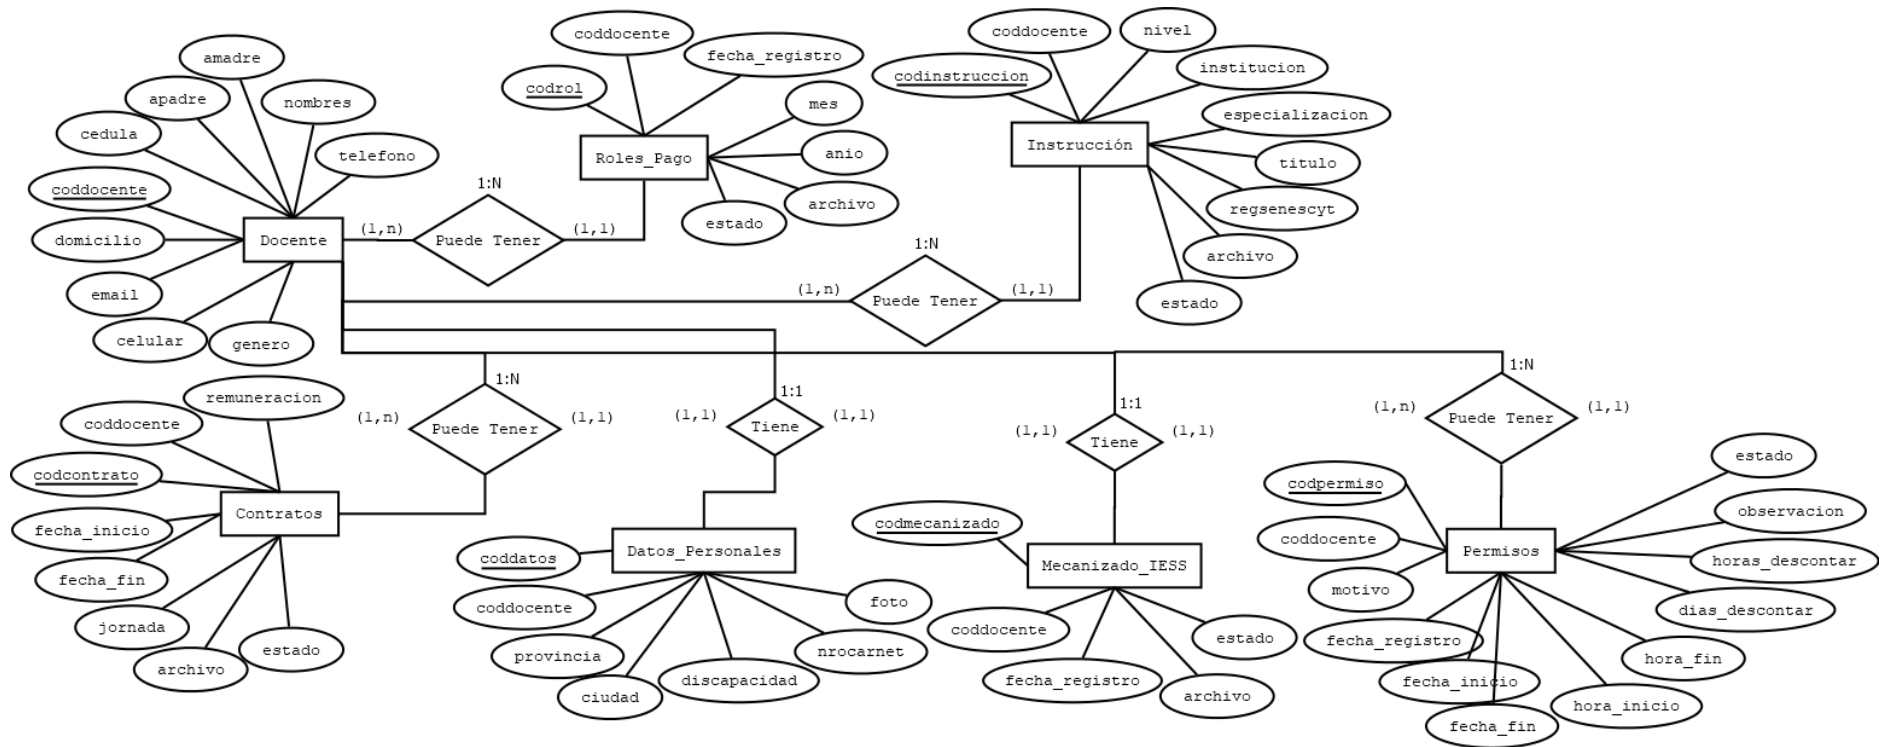 coddocente
fecha_registro
codrol
mes
anio
archivo
estado
Roles_Pago
coddocente
nivel
codinstruccion
institucion
especializacion
titulo
regsenescyt
archivo
estado
Instrucción
amadre
apadre
nombres
cedula
telefono
coddocente
domicilio
email
celular
genero
Docente
1:N
(1,n)
Puede Tener
(1,1)
1:N
(1,n)
Puede Tener
(1,1)
1:N
(1,n)
Puede Tener
(1,1)
1:1
(1,1)
Tiene
(1,1)
1:1
(1,1)
Tiene
(1,1)
1:N
(1,n)
Puede Tener
(1,1)
remuneracion
coddocente
codcontrato
fecha_inicio
fecha_fin
jornada
archivo
estado
Contratos
Datos_Personales
coddatos
coddocente
provincia
ciudad
discapacidad
nrocarnet
foto
codmecanizado
Mecanizado_IESS
coddocente
fecha_registro
archivo
estado
codpermiso
coddocente
motivo
Permisos
estado
observacion
horas_descontar
dias_descontar
fecha_registro
fecha_inicio
fecha_fin
hora_inicio
hora_fin